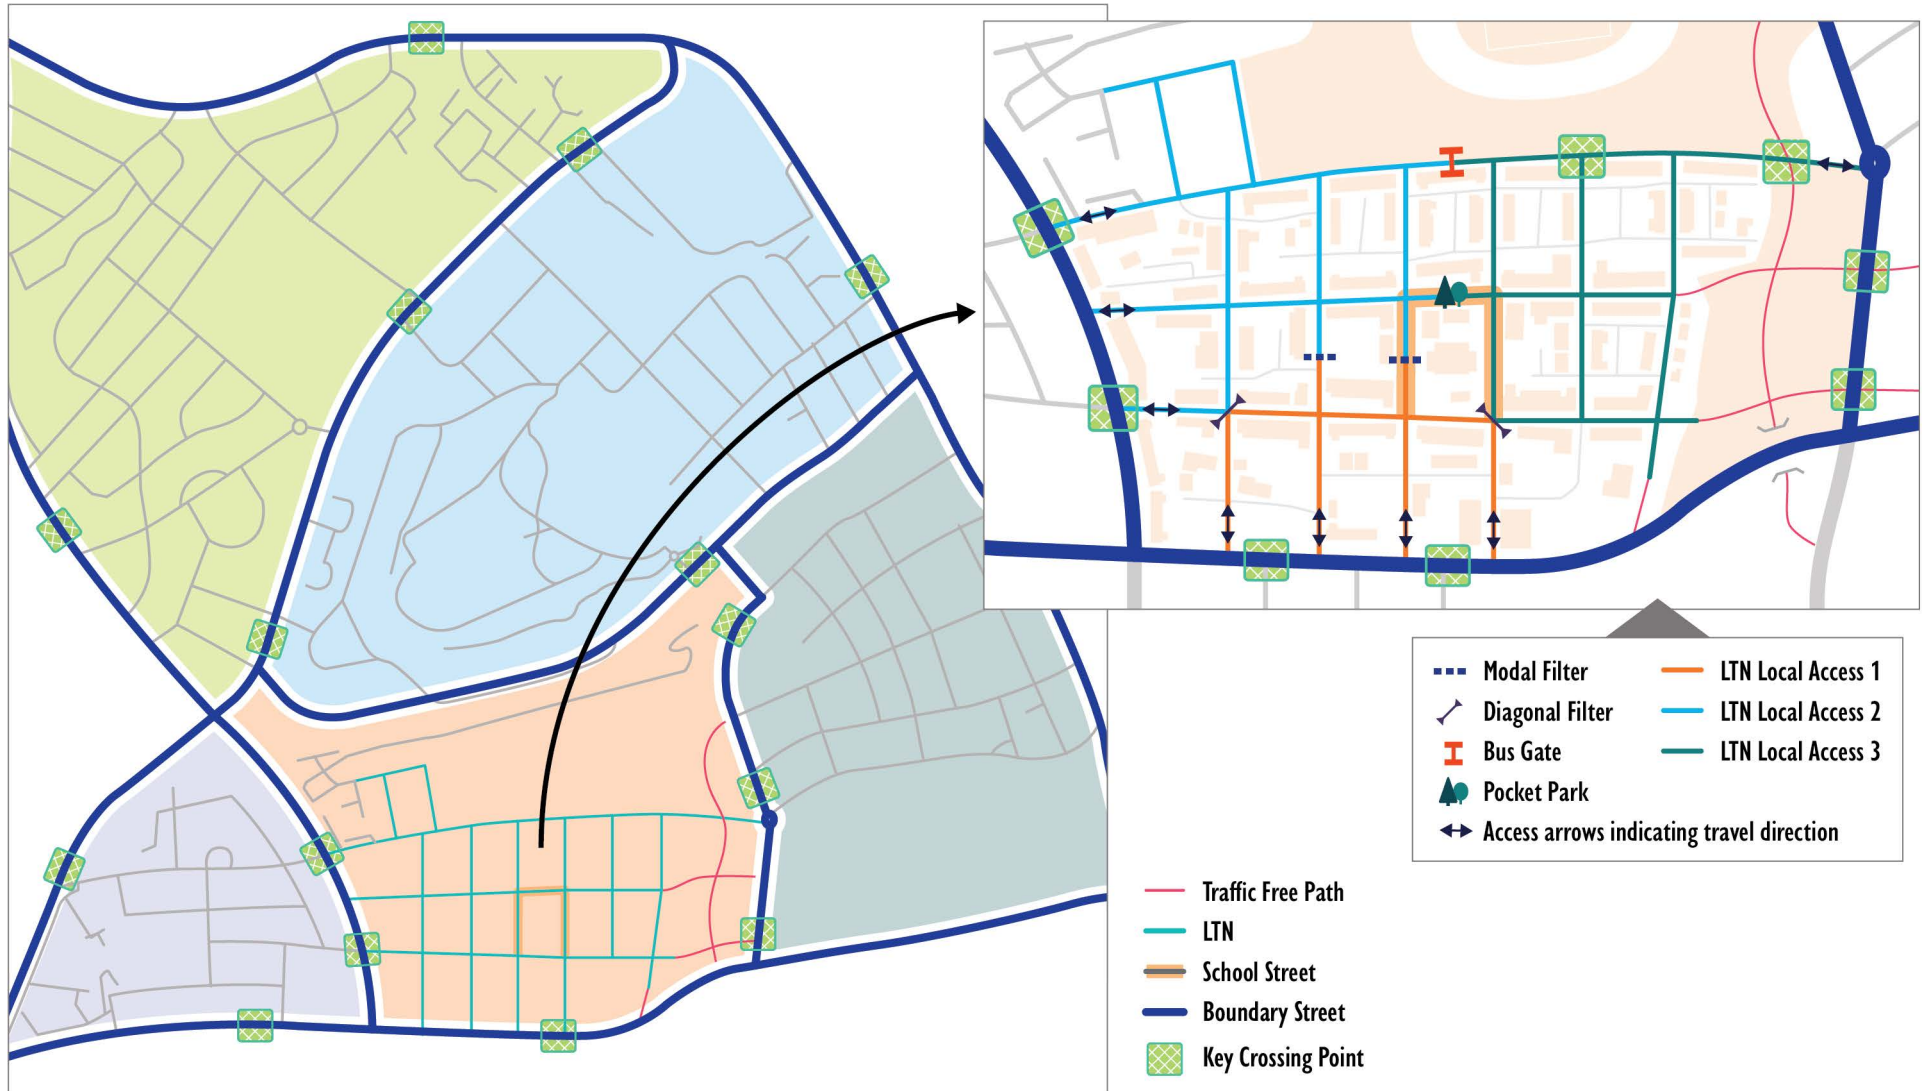 Modal Filter
LTN Local Access 1
Diagonal Filter
LTN Local Access 2
Bus Gate
LTN Local Access 3
Pocket Park
Access arrows indicating travel direction
Traffic Free Path
LTN
School Street
Boundary Street
Key Crossing Point